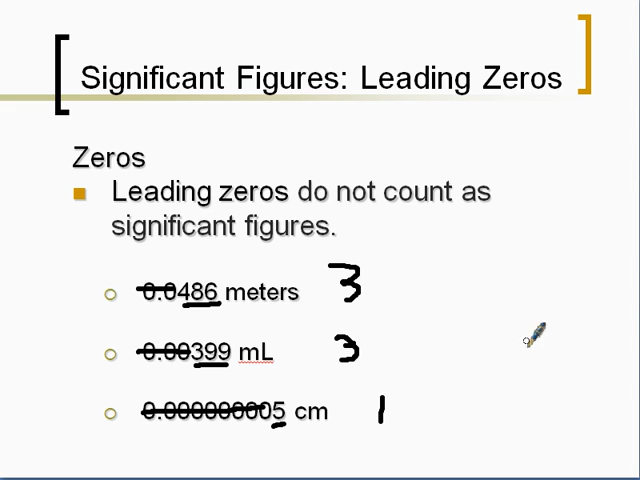 Significant Figures: Leading Zeros
Zeros
Leading zeros do not count as
significant figures.
0.0486 meters 3
0.00399 mL 3
0.000000005 cm 1